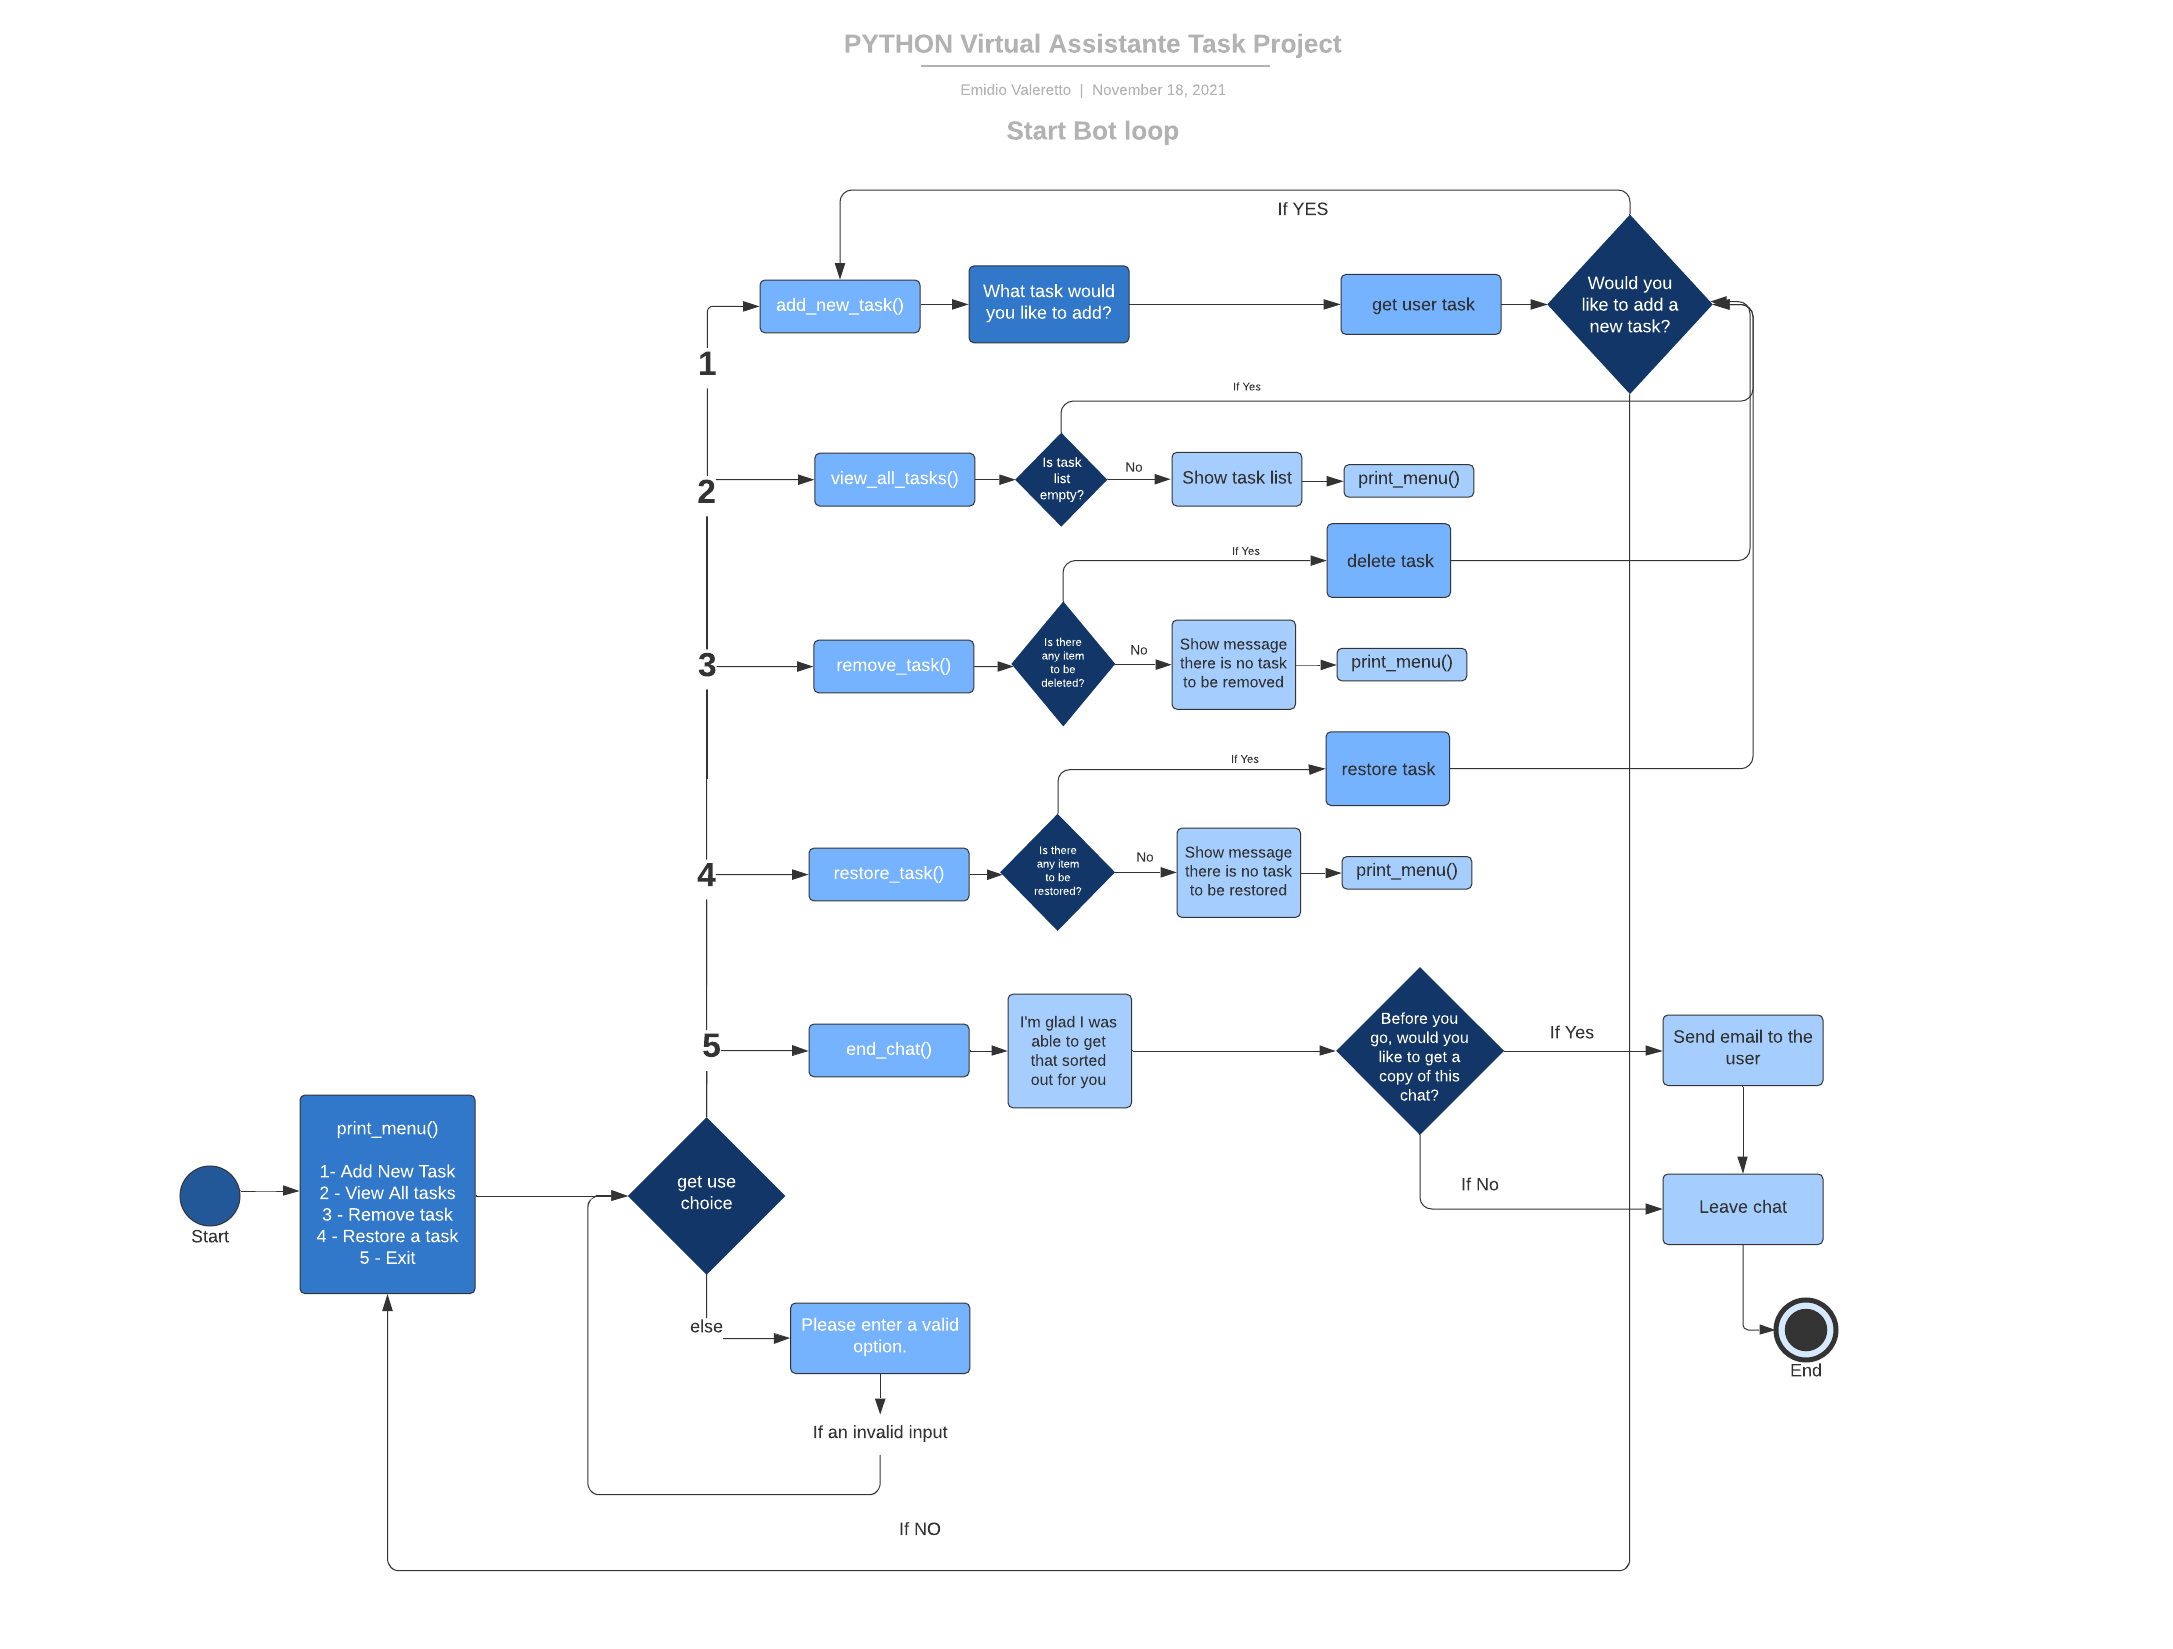 PYTHON Virtual Assistante Task Project
Emidio Valeretto | November 18, 2021
Start Bot loop
If YES
add_new_task()
What task would
you like to add?
get user task
Would you
like to add a
new task?
1
If Yes
2
view_all_tasks()
Is task
list
empty?
No
Show task list
print_menu()
If Yes
delete task
3
remove_task()
Is there
any item
to be
deleted?
No
Show message
there is no task
to be removed
print_menu()
If Yes
restore task
4
restore_task()
Is there
any item
to be
restored?
No
Show message
there is no task
to be restored
print_menu()
5
end_chat()
I'm glad I was
able to get
that sorted
out for you
Before you
go, would you
like to get a
copy of this
chat?
If Yes
Send email to the
user
If No
Leave chat
End
Start
print_menu()
1- Add New Task
2 - View All tasks
3 - Remove task
4 - Restore a task
5 - Exit
get use
choice
else
Please enter a valid
option.
If an invalid input
If NO